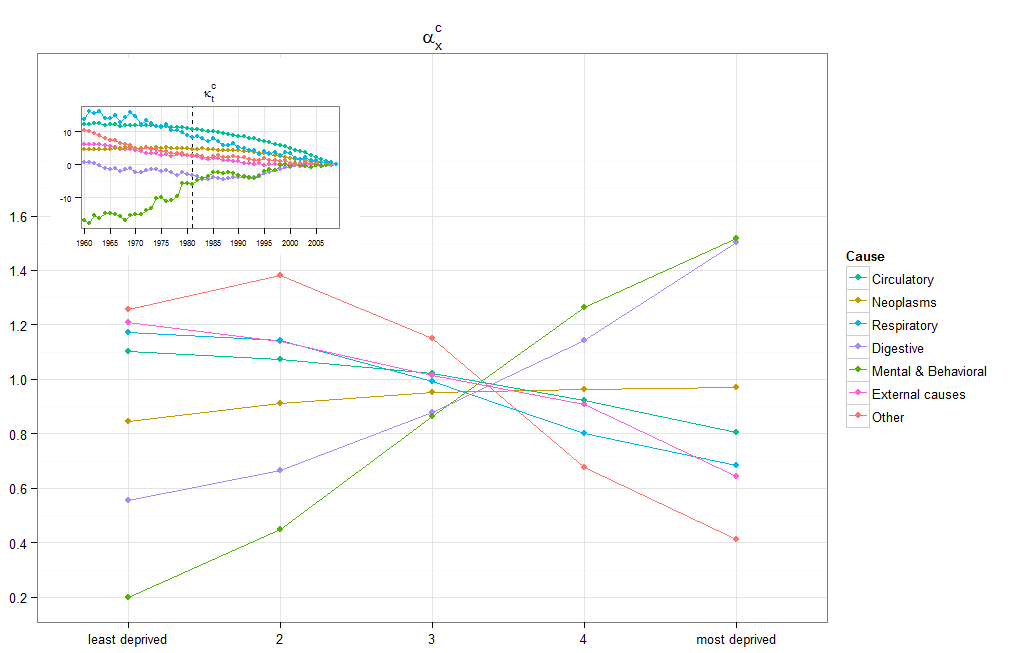 α_x^c
κ_t^c
10
0
-10
1960 1965 1970 1975 1980 1985 1990 1995 2000 2005
1.6
1.4
1.2
1.0
0.8
0.6
0.4
0.2
least deprived 2 3 4 most deprived
Cause
Circulatory
Neoplasms
Respiratory
Digestive
Mental & Behavioral
External causes
Other